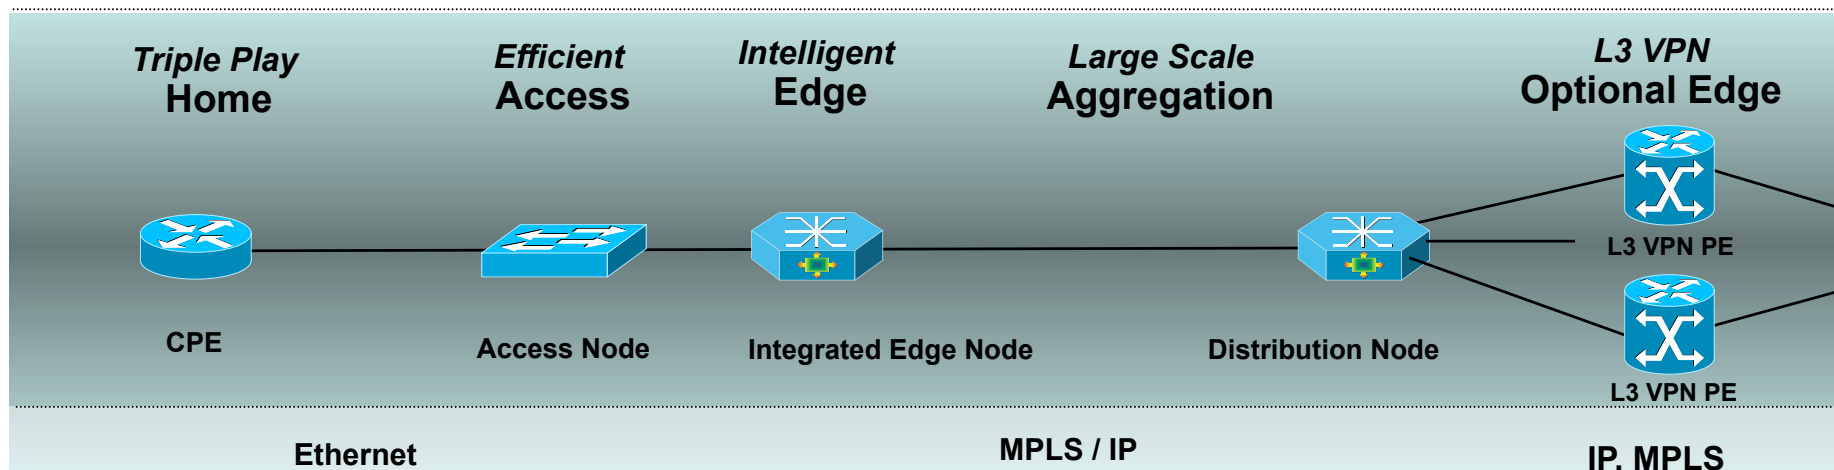 Triple Play
Home
Efficient
Access
Intelligent
Edge
Large Scale
Aggregation
L3 VPN
Optional Edge
L3 VPN PE
CPE
Access Node
Integrated Edge Node
Distribution Node
L3 VPN PE
Ethernet
MPLS / IP
IP, MPLS